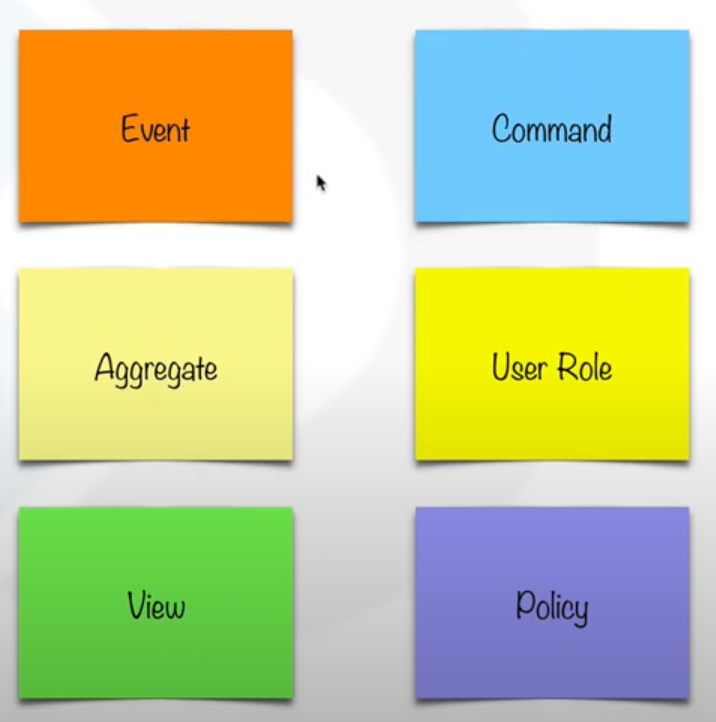 Event
Command
Aggregate
User Role
View
Policy